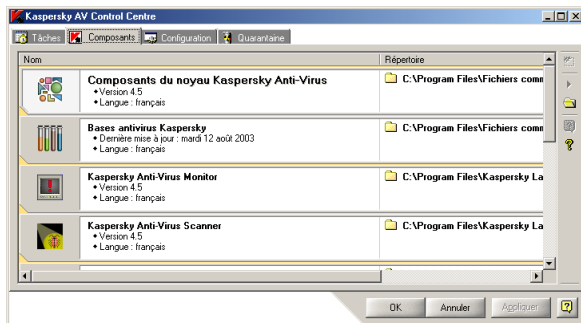 Kaspersky AV Control Centre
Tâches Composants Configuration Quarantaine
Nom Répertoire
Composants du noyau Kaspersky Anti-Virus C:\Program Files\Fichiers comm
Version 4.5
Langue : français
Bases antivirus Kaspersky C:\Program Files\Fichiers comm
Dernière mise à jour : mardi 12 août 2003
Langue : français
Kaspersky Anti-Virus Monitor C:\Program Files\Kaspersky La
Version 4.5
Langue : français
Kaspersky Anti-Virus Scanner C:\Program Files\Kaspersky La
Version 4.5
Langue : français
OK Annuler Appliquer